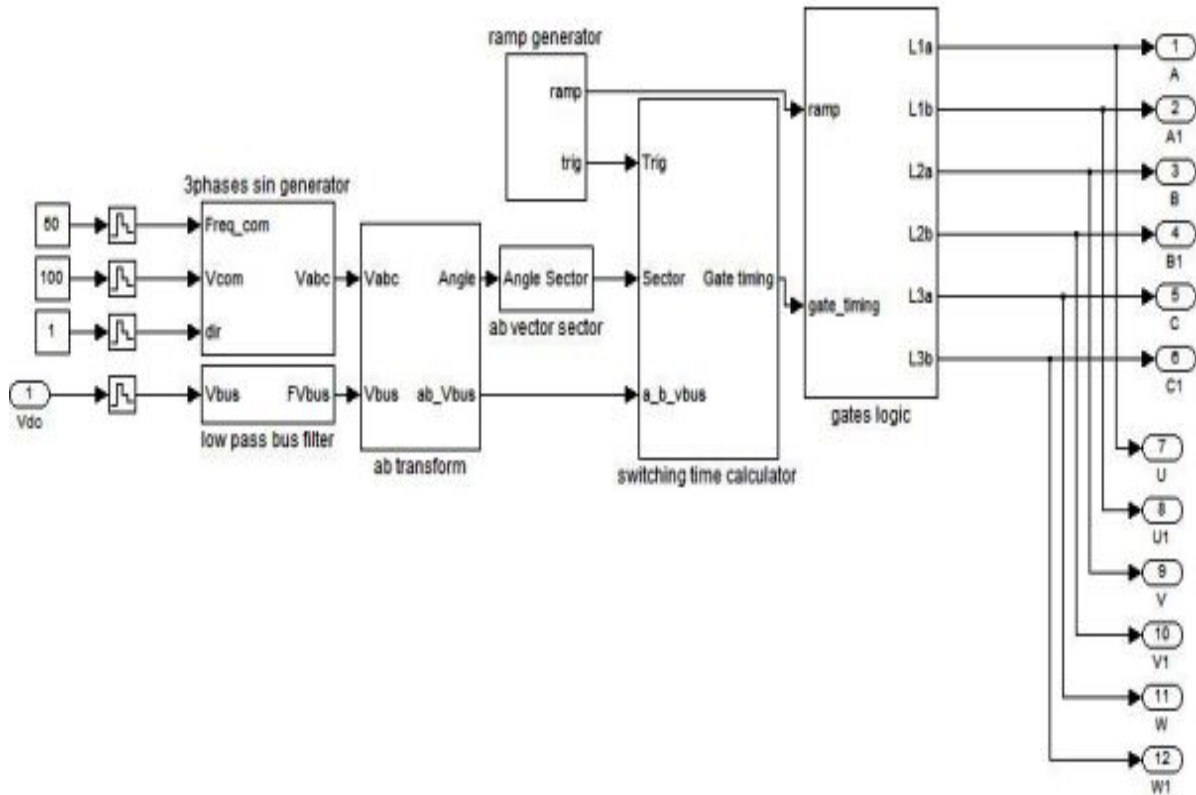 ramp generator
ramp
trig
3phases sin generator
60
100
1
Freq_com
Vcom
dir
Vabc
1
Vdo
Vbus
FVbus
low pass bus filter
Vabc
Angle
Vbus
ab_Vbus
ab transform
Angle Sector
ab vector sector
Trig
Sector
Gate timing
a_b_vbus
switching time calculator
ramp
gate_timing
L1a
L1b
L2a
L2b
L3a
L3b
gates logic
1
A
2
A1
3
B
4
B1
5
C
6
C1
7
U
8
U1
9
V
10
V1
11
W
12
W1